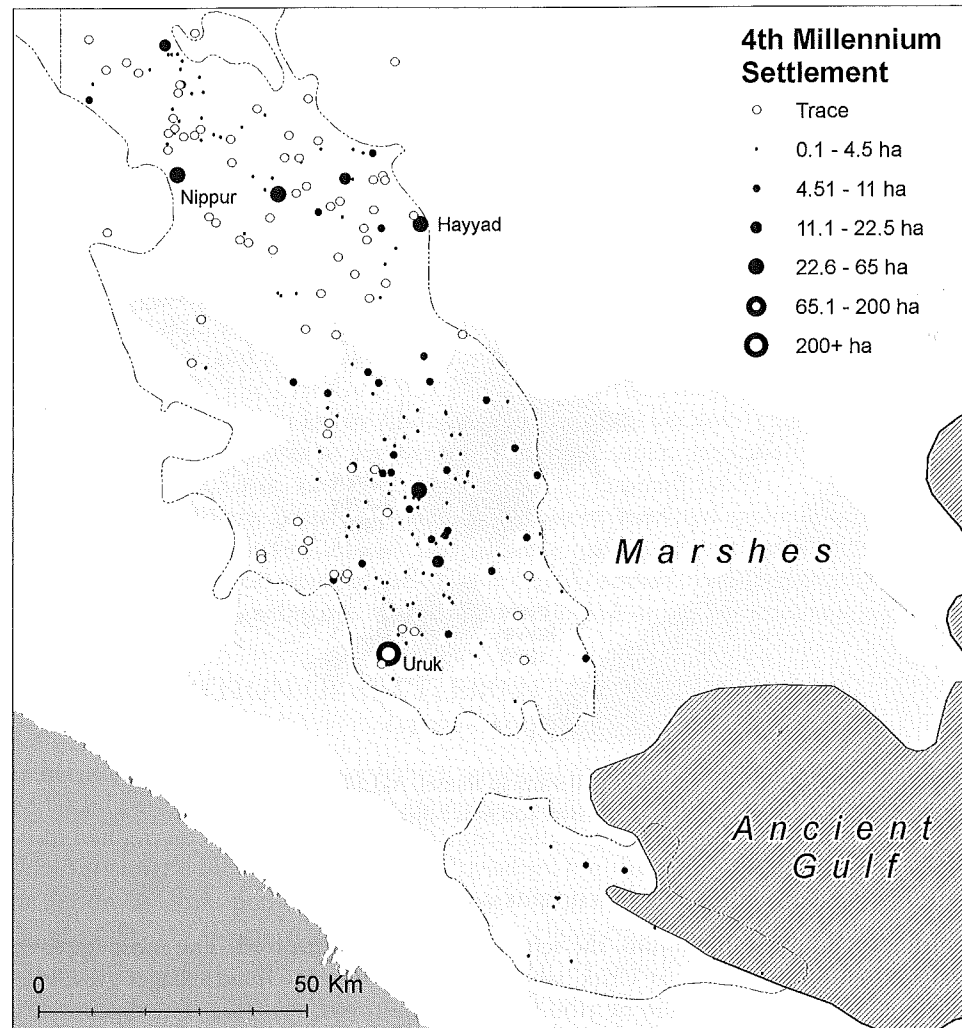 4th Millennium
Settlement
Trace
0.1 - 4.5 ha
4.51 - 11 ha
11.1 - 22.5 ha
22.6 - 65 ha
65.1 - 200 ha
200+ ha
Nippur
Hayyad
Marshes
Uruk
Ancient
Gulf
0
50 Km